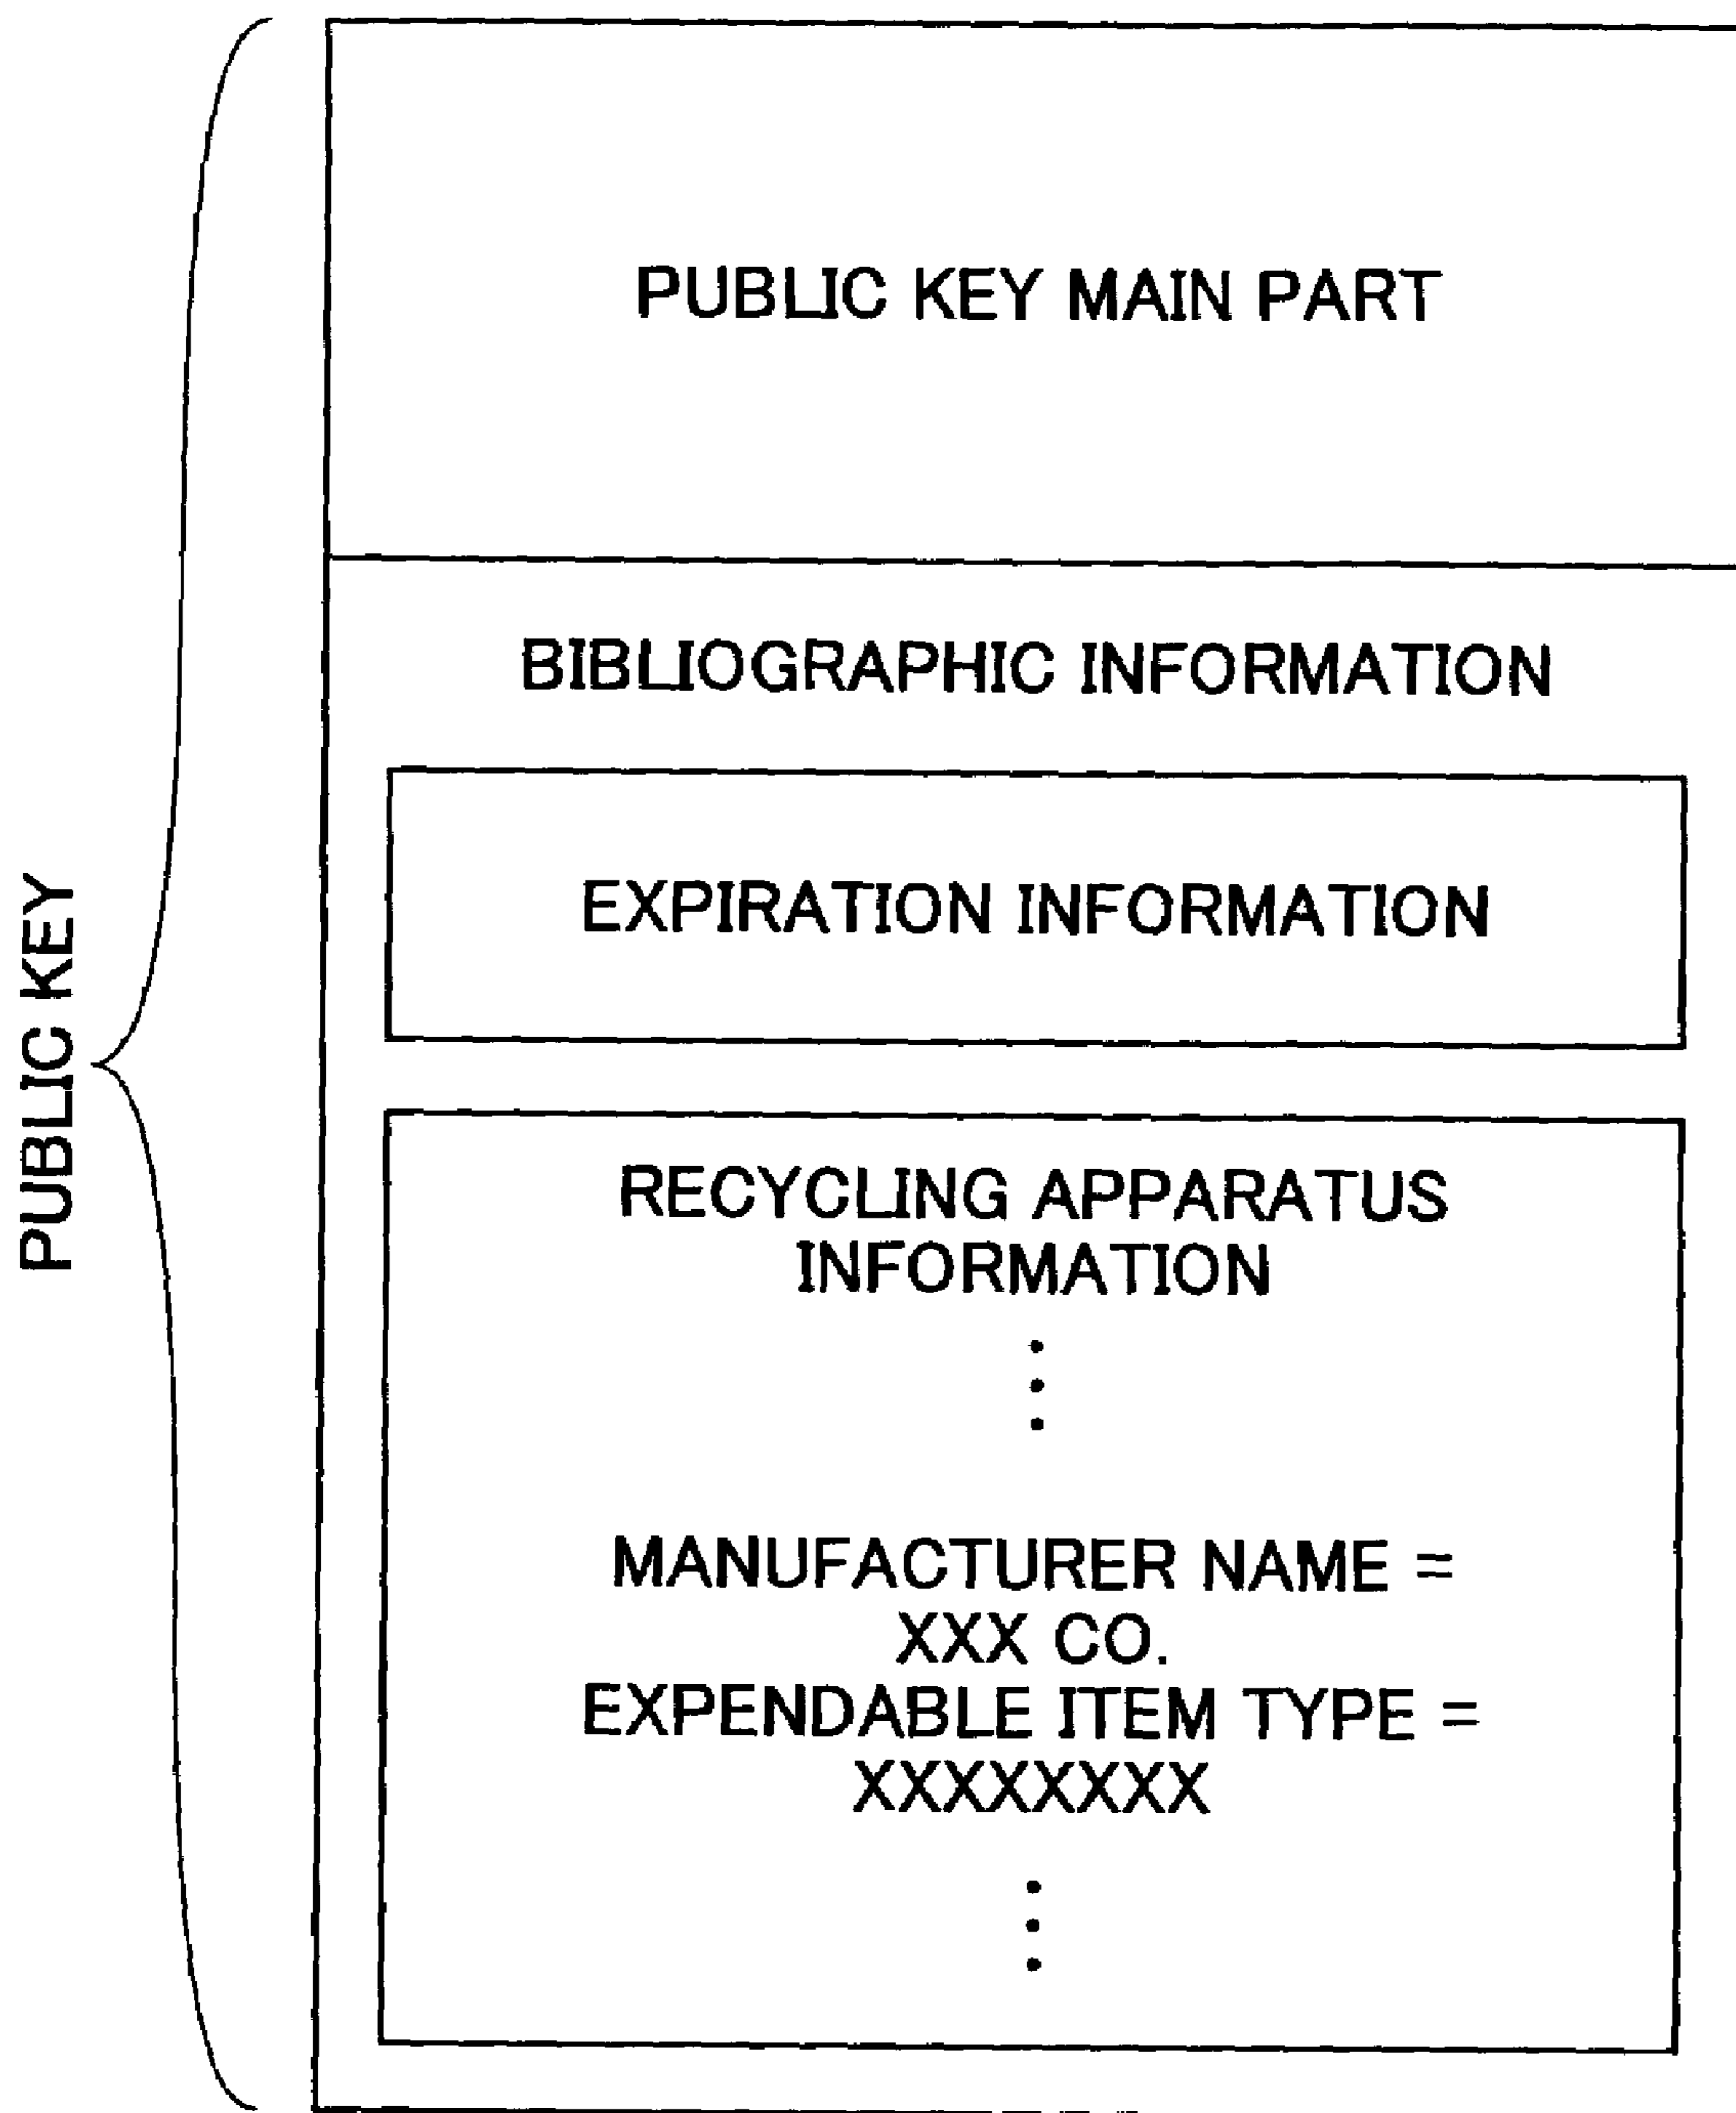 PUBLIC KEY
PUBLIC KEY MAIN PART
BIBLIOGRAPHIC INFORMATION
EXPIRATION INFORMATION
RECYCLING APPARATUS
INFORMATION
MANUFACTURER NAME =
XXX CO.
EXPENDABLE ITEM TYPE =
XXXXXXXX